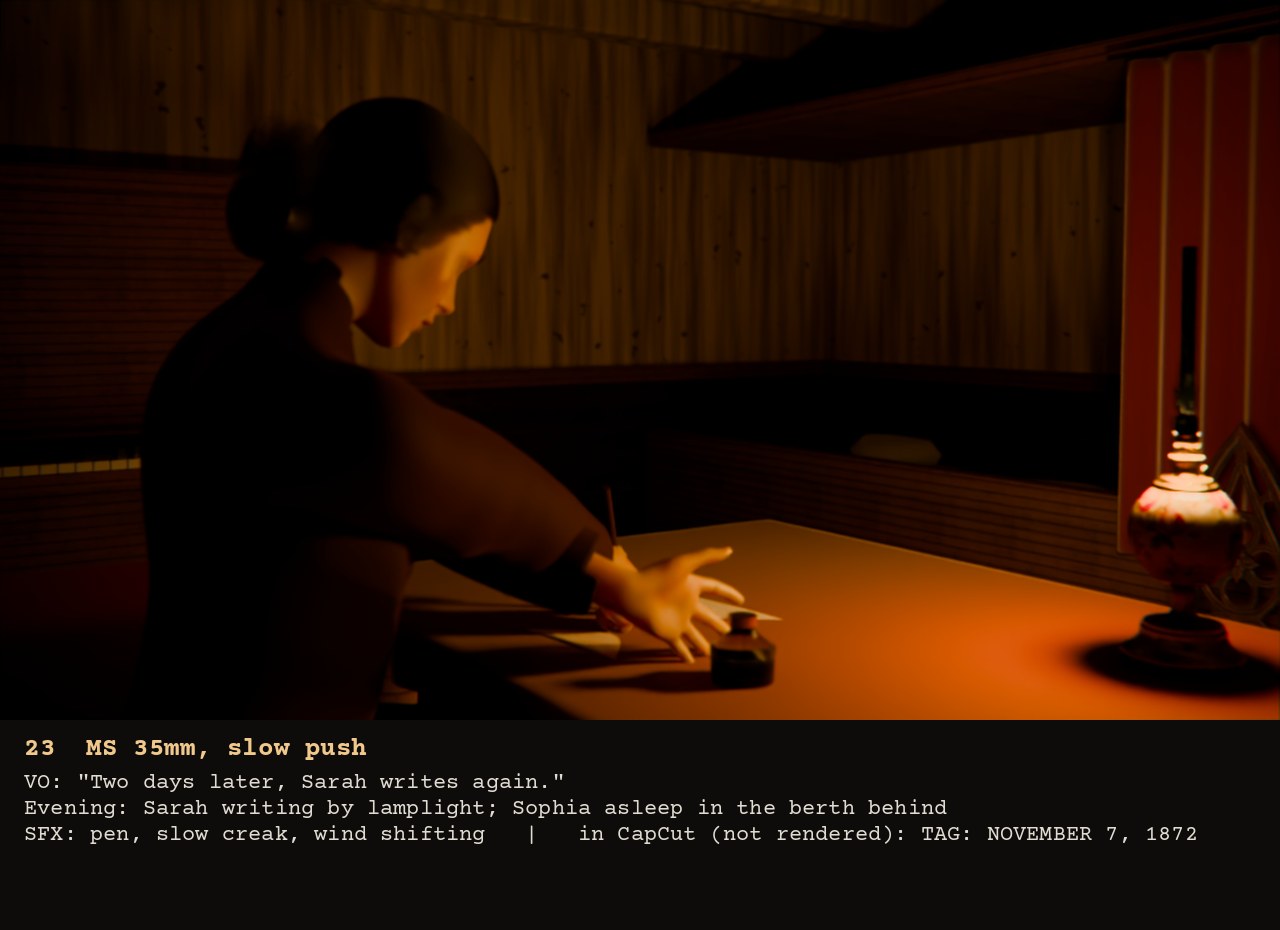 23  MS 35mm, slow push
VO: "Two days later, Sarah writes again."
Evening: Sarah writing by lamplight; Sophia asleep in the berth behind
SFX: pen, slow creak, wind shifting   |   in CapCut (not rendered): TAG: NOVEMBER 7, 1872